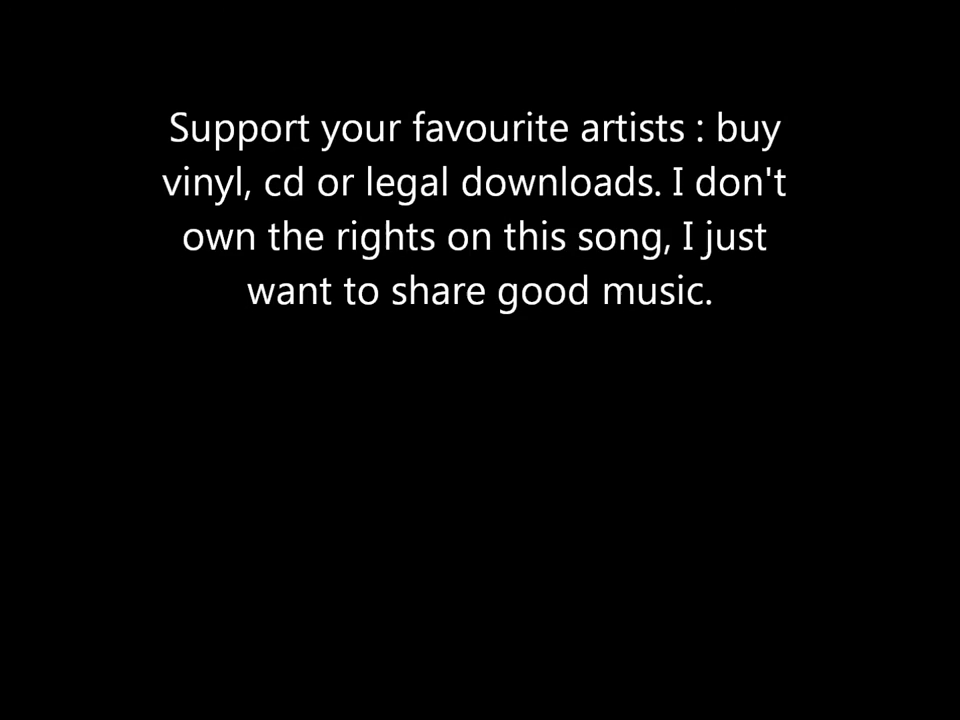 Support your favourite artists : buy
vinyl, cd or legal downloads. I don't
own the rights on this song, I just
want to share good music.